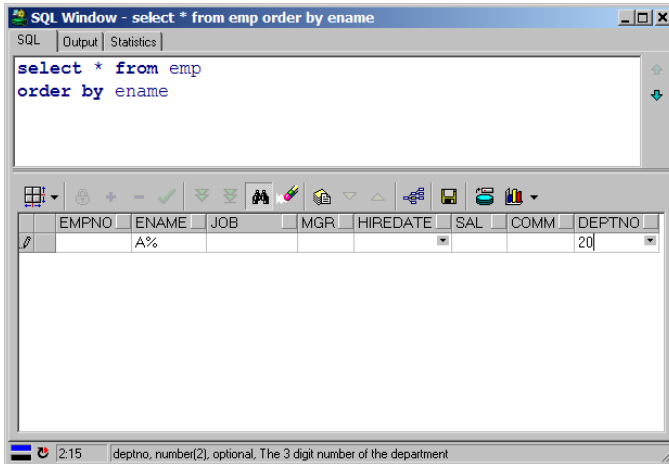 SQL Window - select * from emp order by ename
SQL Output Statistics
select * from emp
order by ename
EMPNO ENAME JOB MGR HIREDATE SAL COMM DEPTNO
A% 20
2:15 deptno, number(2), optional, The 3 digit number of the department